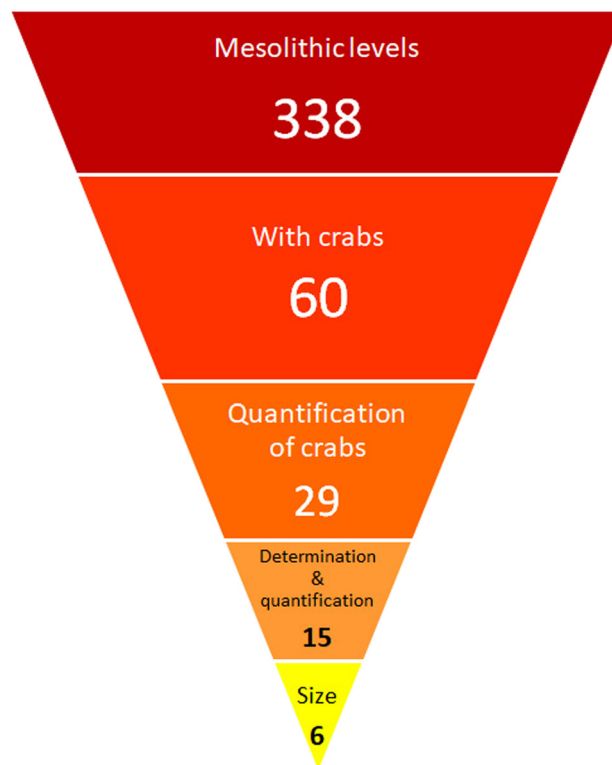 Mesolithic levels
338
With crabs
60
Quantification
of crabs
29
Determination
&
quantification
15
Size
6